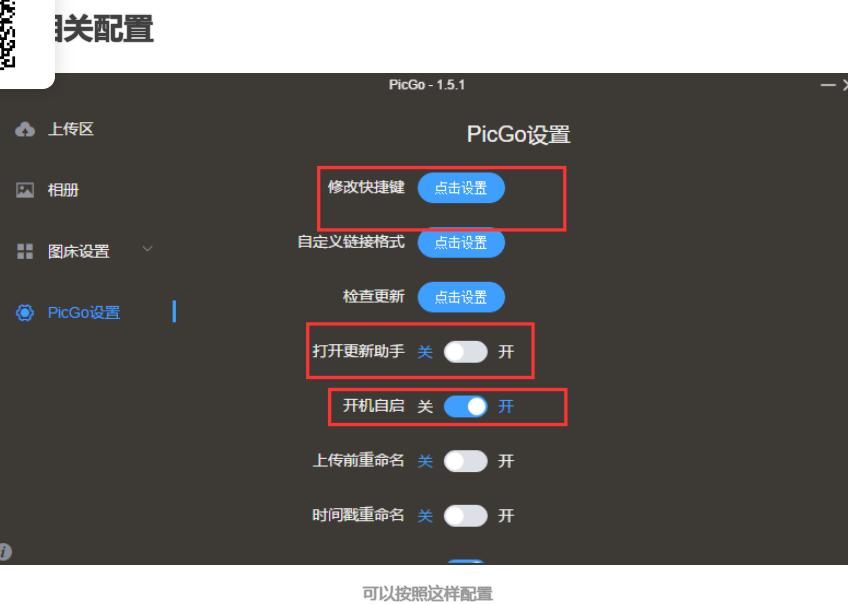 相关配置
PicGo - 1.5.1
上传区
相册
图床设置
PicGo设置
PicGo设置
修改快捷键 点击设置
自定义链接格式 点击设置
检查更新 点击设置
打开更新助手 关 开
开机自启 关 开
上传前重命名 关 开
时间戳重命名 关 开
可以按照这样配置